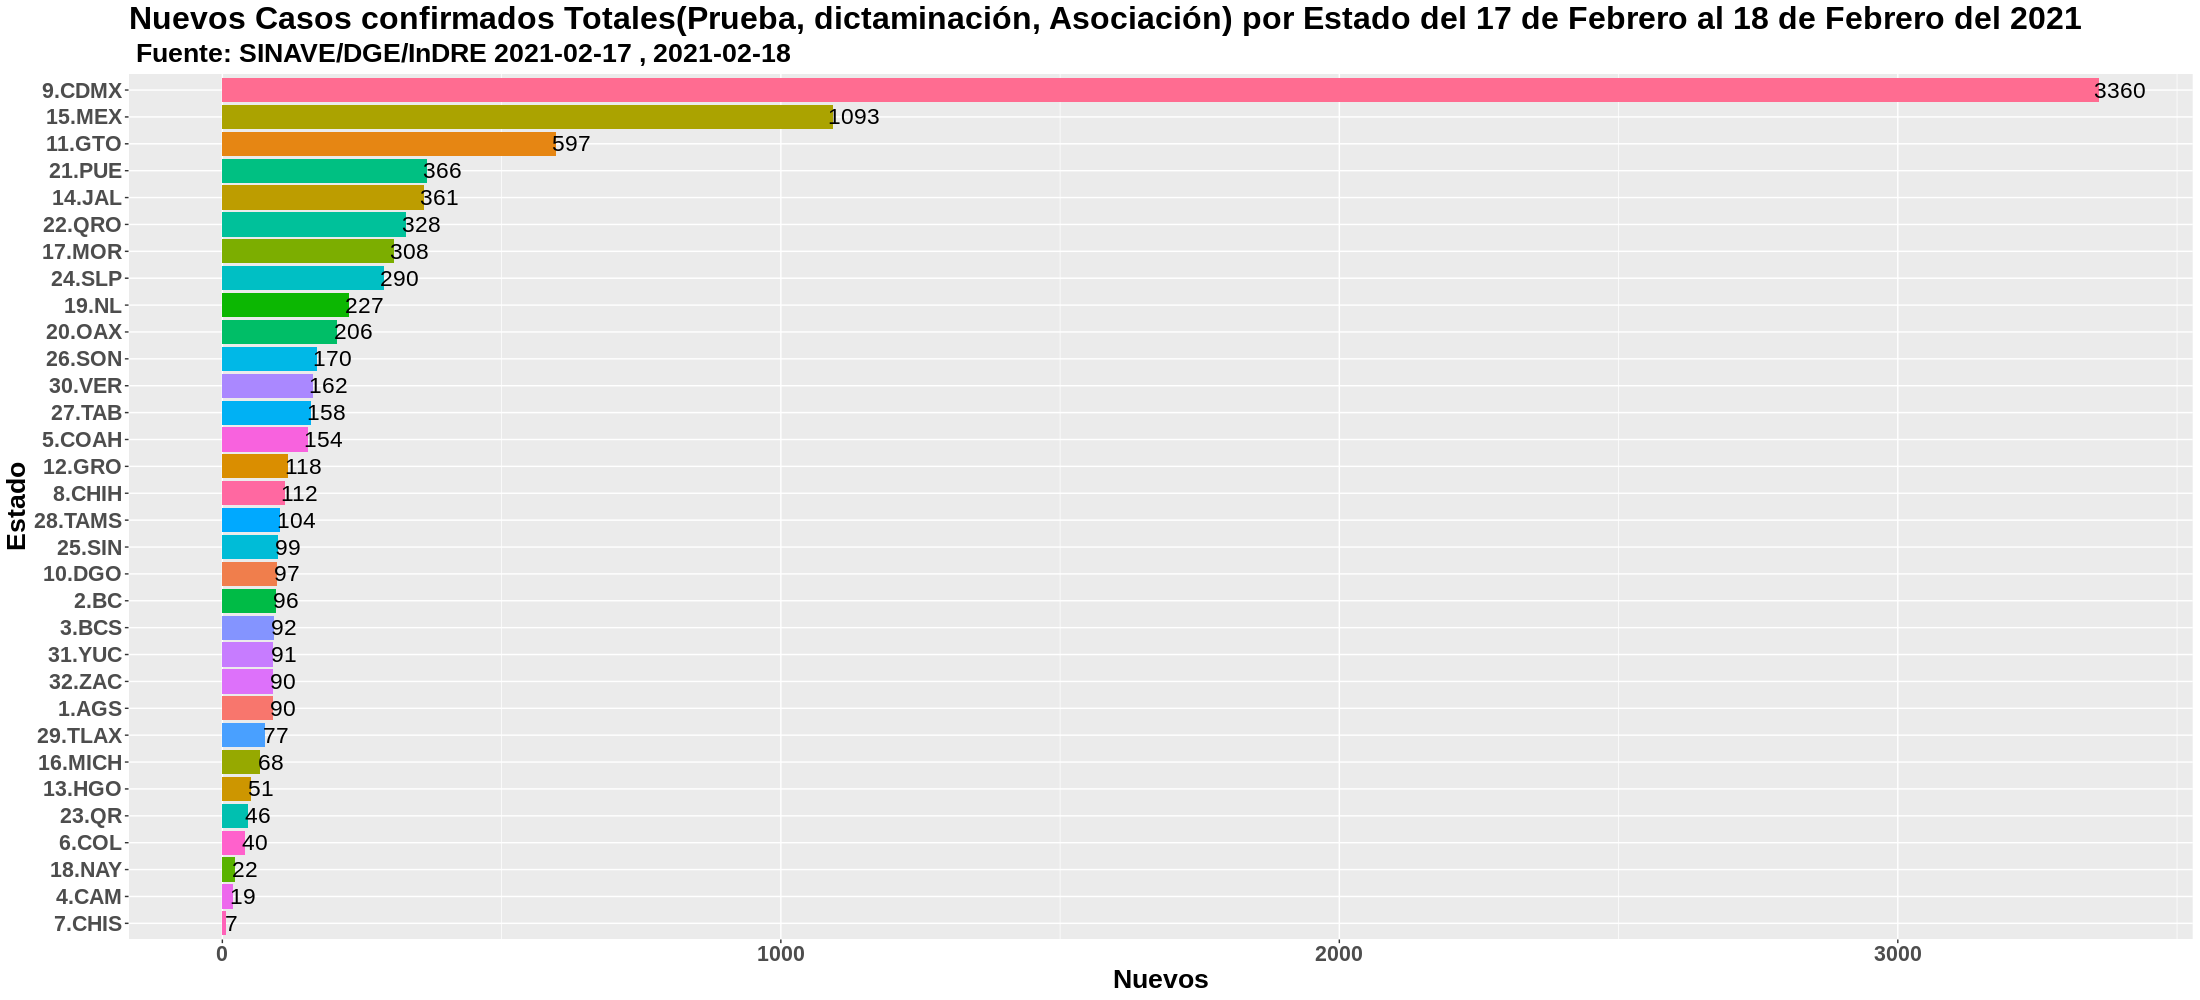 Nuevos Casos confirmados Totales(Prueba, dictaminación, Asociación) por Estado del 17 de Febrero al 18 de Febrero del 2021
Fuente: SINAVE/DGE/InDRE 2021-02-17 , 2021-02-18
Estado
9.CDMX 3360
15.MEX 1093
11.GTO 597
21.PUE 366
14.JAL 361
22.QRO 328
17.MOR 308
24.SLP 290
19.NL 227
20.OAX 206
26.SON 170
30.VER 162
27.TAB 158
5.COAH 154
12.GRO 118
8.CHIH 112
28.TAMS 104
25.SIN 99
10.DGO 97
2.BC 96
3.BCS 92
31.YUC 91
32.ZAC 90
1.AGS 90
29.TLAX 77
16.MICH 68
13.HGO 51
23.QR 46
6.COL 40
18.NAY 22
4.CAM 19
7.CHIS 7
0 1000 2000 3000
Nuevos